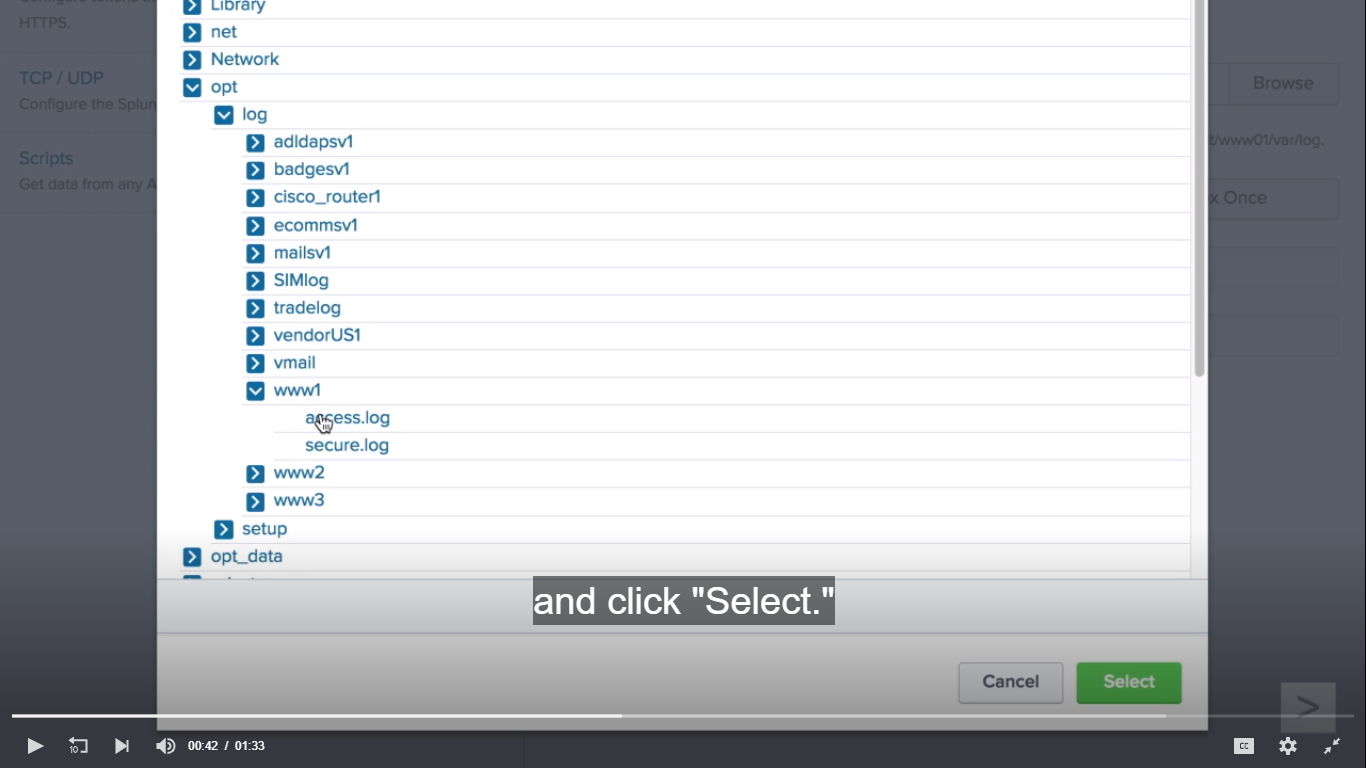 Library
HTTPS.
net
Network
TCP / UDP
opt
Browse
Configure the Splun
log
adldapsv1
t/www01/var/log.
Scripts
badgesv1
Get data from any A
cisco_router1
x Once
ecommsv1
mailsv1
SIMlog
tradelog
vendorUS1
vmail
www1
access.log
secure.log
www2
www3
setup
opt_data
and click "Select."
Cancel
Select
>
10
00:42 / 01:33
CC